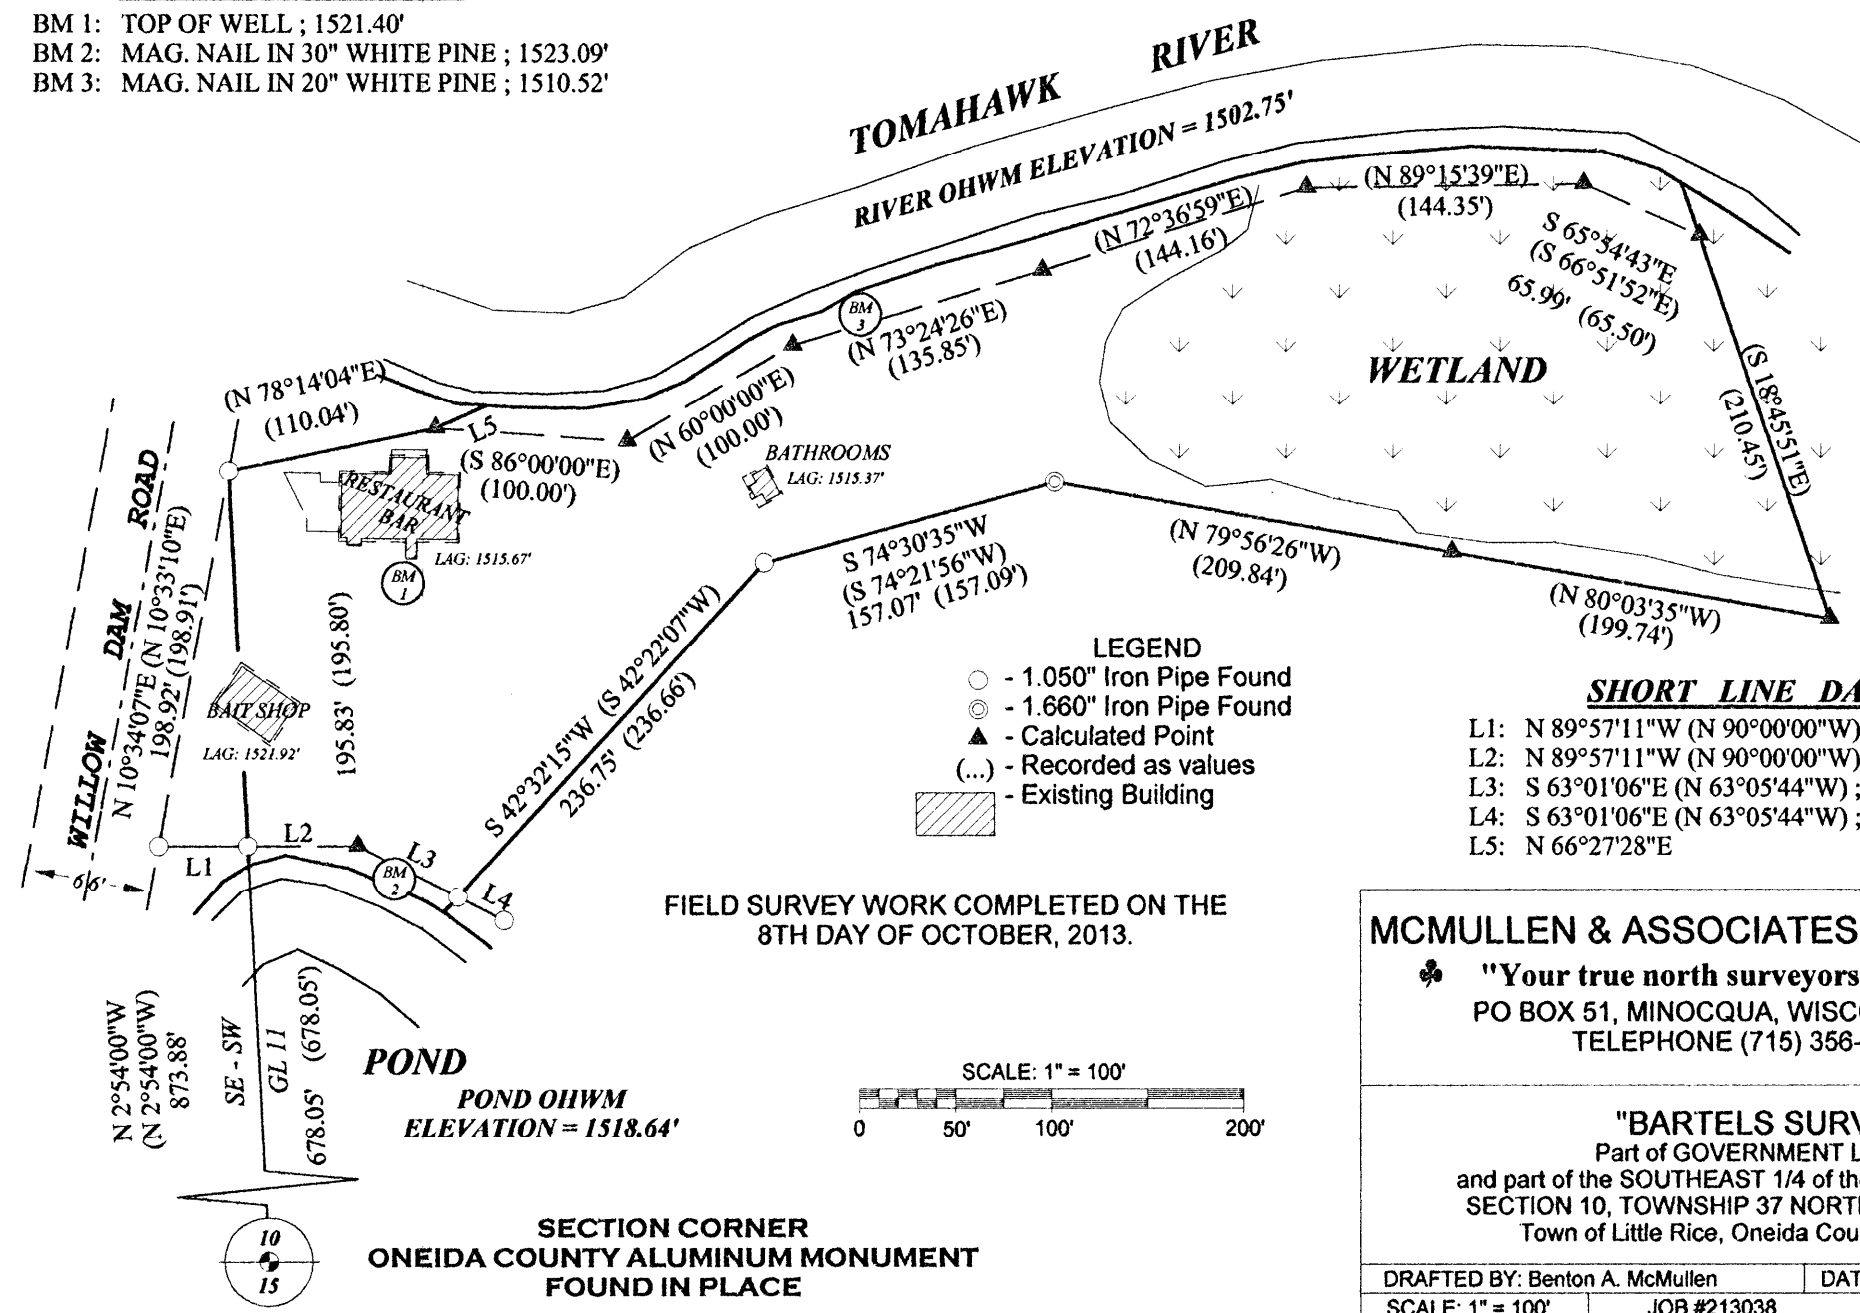 BM 1: TOP OF WELL ; 1521.40'
BM 2: MAG. NAIL IN 30" WHITE PINE ; 1523.09'
BM 3: MAG. NAIL IN 20" WHITE PINE ; 1510.52'
TOMAHAWK RIVER
RIVER OHWM ELEVATION = 1502.75'
(N 89°15'39"E)
(144.35')
(N 72°36'59"E)
(144.16')
S 65°54'43"E
(S 66°51'52"E)
65.99' (65.50')
BM
3
(N 73°24'26"E)
(135.85')
WETLAND
(S 18°45'51"E)
(210.45')
(N 78°14'04"E)
(110.04')
L5
(N 60°00'00"E)
(100.00')
(S 86°00'00"E)
(100.00')
BATHROOMS
LAG: 1515.37'
RESTAURANT
BAR
LAG: 1515.67'
BM
1
WILLOW DAM ROAD
N 10°34'07"E (N 10°33'10"E)
198.92' (198.91')
195.83' (195.80')
S 74°30'35"W
(S 74°21'56"W)
157.07' (157.09')
(N 79°56'26"W)
(209.84')
(N 80°03'35"W)
(199.74')
S 42°32'15"W (S 42°22'07"W)
236.75' (236.66')
BAIT SHOP
LAG: 1521.92'
LEGEND
- 1.050" Iron Pipe Found
- 1.660" Iron Pipe Found
- Calculated Point
(...) - Recorded as values
- Existing Building
SHORT LINE DA
L1: N 89°57'11"W (N 90°00'00"W)
L2: N 89°57'11"W (N 90°00'00"W)
L3: S 63°01'06"E (N 63°05'44"W) ;
L4: S 63°01'06"E (N 63°05'44"W) ;
L5: N 66°27'28"E
L1
L2
L3
L4
BM
2
66'
FIELD SURVEY WORK COMPLETED ON THE
8TH DAY OF OCTOBER, 2013.
MCMULLEN & ASSOCIATES
"Your true north surveyors
PO BOX 51, MINOCQUA, WISC
TELEPHONE (715) 356-
N 2°54'00"W
(N 2°54'00"W)
873.88'
SE - SW
GL 11
678.05' (678.05')
POND
POND OHWM
ELEVATION = 1518.64'
SCALE: 1" = 100'
0 50' 100' 200'
"BARTELS SURV
Part of GOVERNMENT L
and part of the SOUTHEAST 1/4 of th
SECTION 10, TOWNSHIP 37 NORT
Town of Little Rice, Oneida Cou
10
15
SECTION CORNER
ONEIDA COUNTY ALUMINUM MONUMENT
FOUND IN PLACE
DRAFTED BY: Benton A. McMullen DAT
SCALE: 1" = 100' JOB #213038